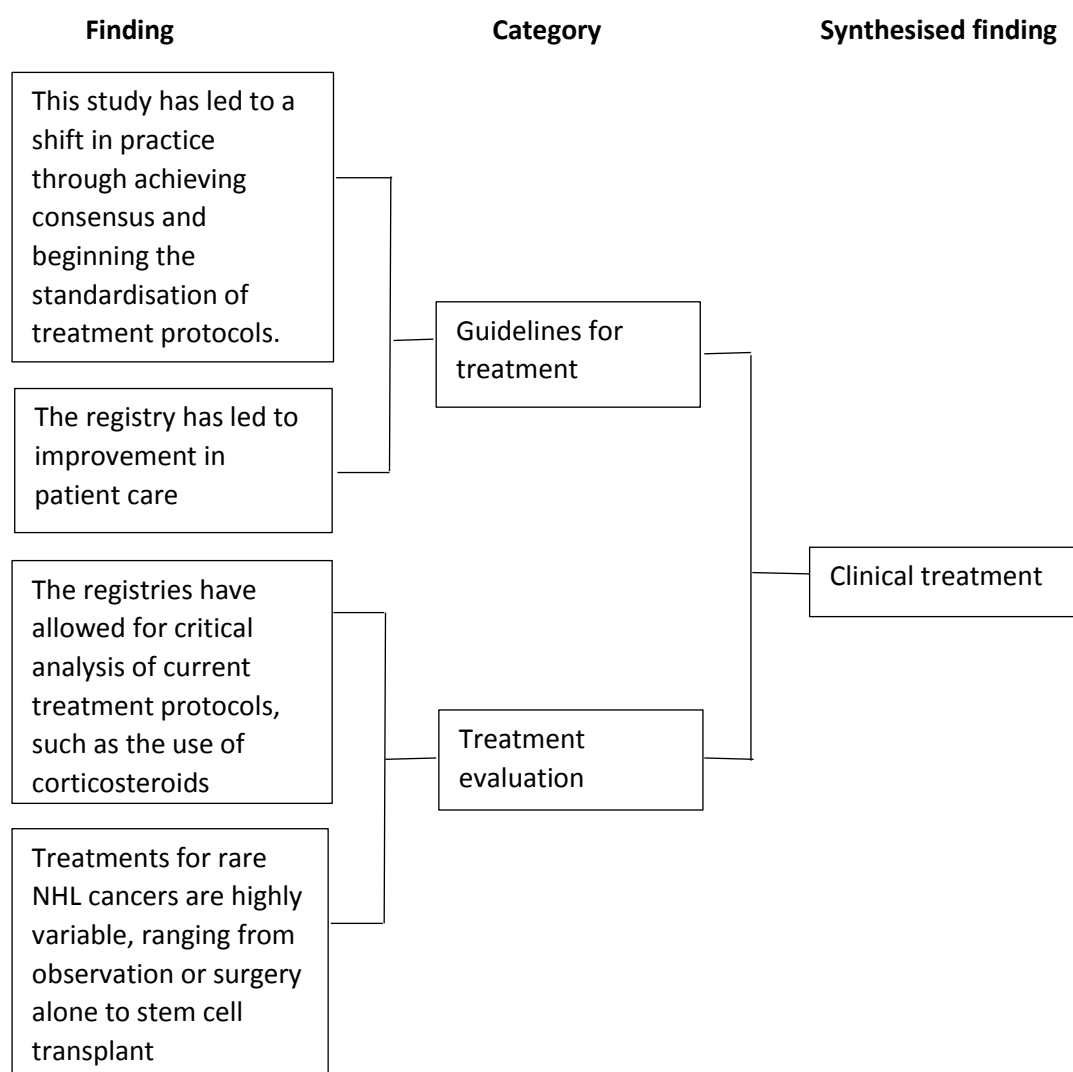 Finding
Category
Synthesised finding
This study has led to a
shift in practice
through achieving
consensus and
beginning the
standardisation of
treatment protocols.
Guidelines for
treatment
The registry has led to
improvement in
patient care
Clinical treatment
The registries have
allowed for critical
analysis of current
treatment protocols,
such as the use of
corticosteroids
Treatment
evaluation
Treatments for rare
NHL cancers are highly
variable, ranging from
observation or surgery
alone to stem cell
transplant